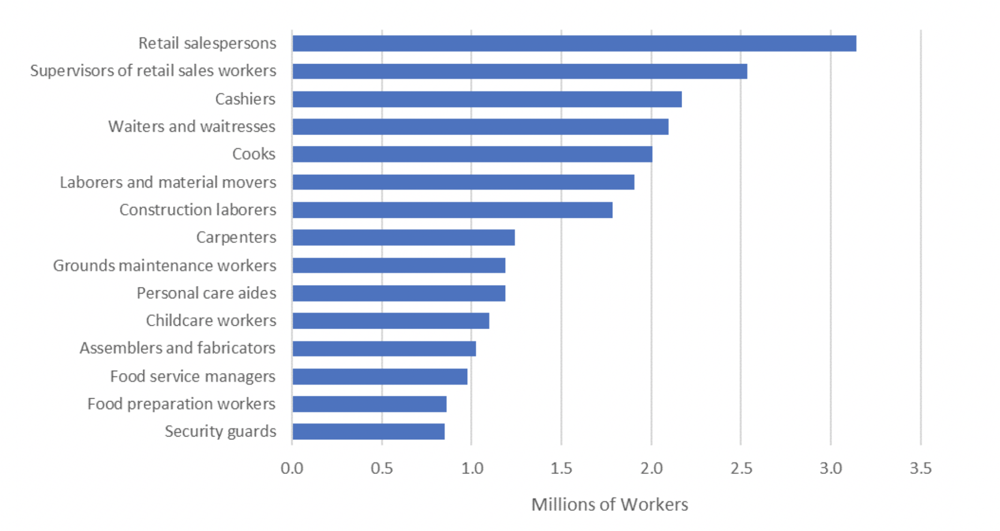 Retail salespersons
Supervisors of retail sales workers
Cashiers
Waiters and waitresses
Cooks
Laborers and material movers
Construction laborers
Carpenters
Grounds maintenance workers
Personal care aides
Childcare workers
Assemblers and fabricators
Food service managers
Food preparation workers
Security guards
0.0 0.5 1.0 1.5 2.0 2.5 3.0 3.5
Millions of Workers